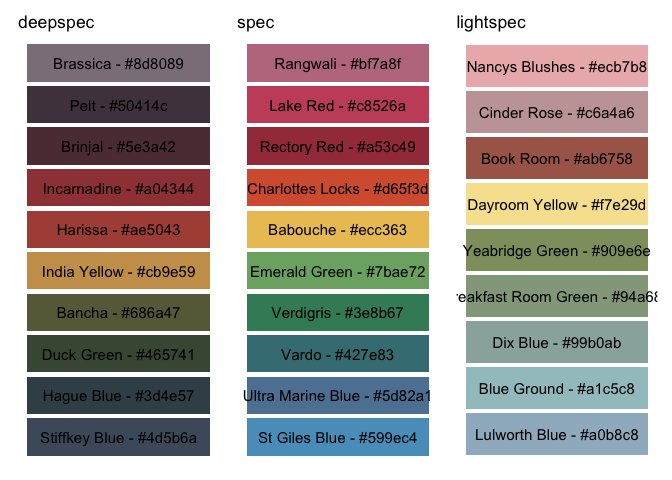 deepspec
Brassica - #8d8089
Pelt - #50414c
Brinjal - #5e3a42
Incarnadine - #a04344
Harissa - #ae5043
India Yellow - #cb9e59
Bancha - #686a47
Duck Green - #465741
Hague Blue - #3d4e57
Stiffkey Blue - #4d5b6a
spec
Rangwali - #bf7a8f
Lake Red - #c8526a
Rectory Red - #a53c49
Charlottes Locks - #d65f3d
Babouche - #ecc363
Emerald Green - #7bae72
Verdigris - #3e8b67
Vardo - #427e83
Ultra Marine Blue - #5d82a1
St Giles Blue - #599ec4
lightspec
Nancys Blushes - #ecb7b8
Cinder Rose - #c6a4a6
Book Room - #ab6758
Dayroom Yellow - #f7e29d
Yeabridge Green - #909e6e
reakfast Room Green - #94a68
Dix Blue - #99b0ab
Blue Ground - #a1c5c8
Lulworth Blue - #a0b8c8